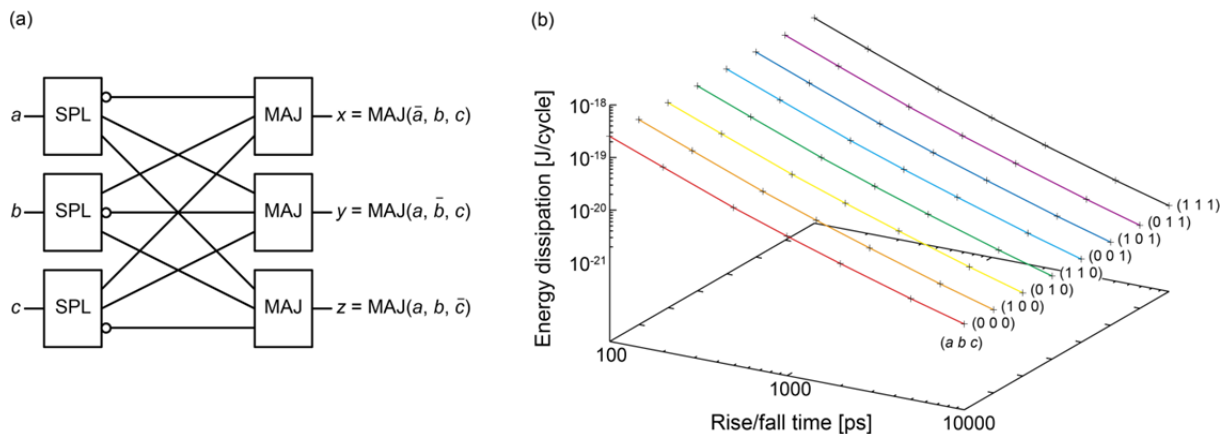 (a)
a
SPL
MAJ
x = MAJ(ā, b, c)
b
SPL
MAJ
y = MAJ(a, b̄, c)
c
SPL
MAJ
z = MAJ(a, b, c̄)
(b)
Energy dissipation [J/cycle]
10⁻¹⁸
10⁻¹⁹
10⁻²⁰
10⁻²¹
100
1000
10000
Rise/fall time [ps]
(1 1 1)
(0 1 1)
(1 0 1)
(0 0 1)
(1 1 0)
(0 1 0)
(1 0 0)
(0 0 0)
(a b c)